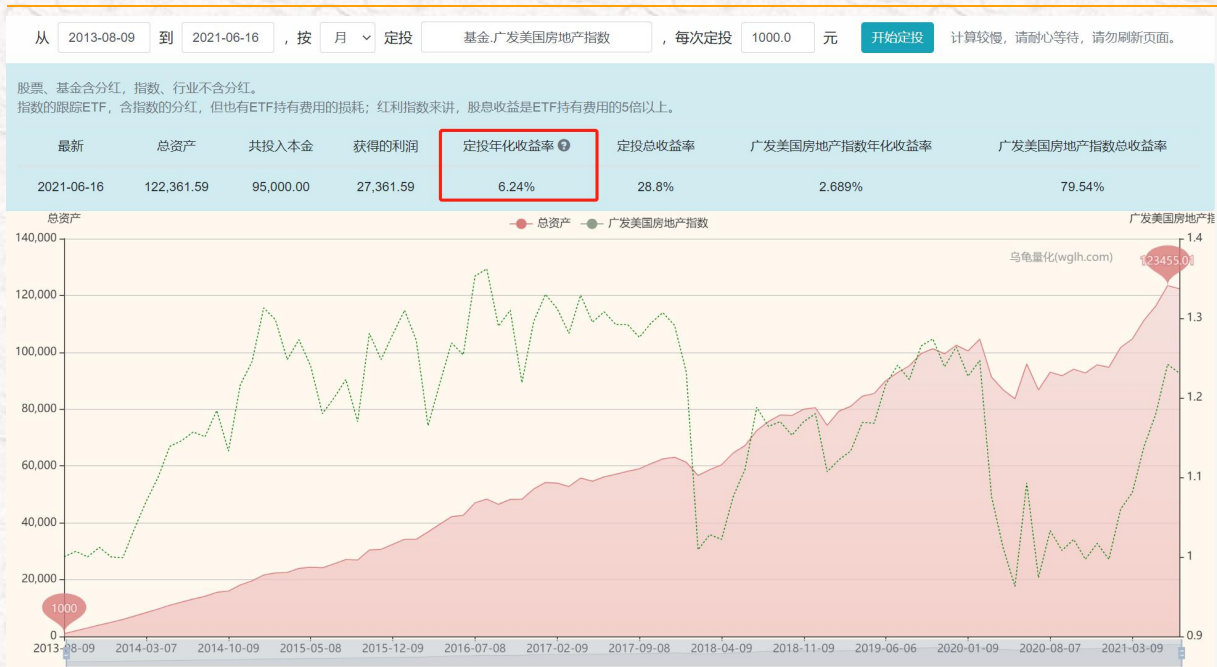 从 2013-08-09 到 2021-06-16 ，按 月 定投 基金.广发美国房地产指数 ，每次定投 1000.0 元 开始定投 计算较慢，请耐心等待，请勿刷新页面。
股票、基金含分红，指数、行业不含分红。
指数的跟踪ETF，含指数的分红，但也有ETF持有费用的损耗；红利指数来讲，股息收益是ETF持有费用的5倍以上。
最新 总资产 共投入本金 获得的利润 定投年化收益率 ? 定投总收益率 广发美国房地产指数年化收益率 广发美国房地产指数总收益率
2021-06-16 122,361.59 95,000.00 27,361.59 6.24% 28.8% 2.689% 79.54%
总资产 总资产 广发美国房地产指数 广发美国房地产指
140,000 1.4
乌龟量化(wglh.com) 123455.01
120,000
1.3
100,000
1.2
80,000
60,000
1.1
40,000
1
20,000
1000
0 0.9
2013-08-09 2014-03-07 2014-10-09 2015-05-08 2015-12-09 2016-07-08 2017-02-09 2017-09-08 2018-04-09 2018-11-09 2019-06-06 2020-01-09 2020-08-07 2021-03-09